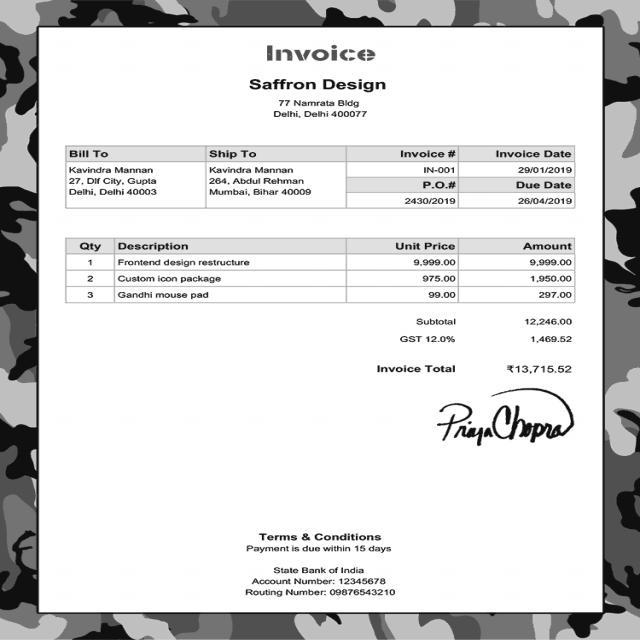 Invoice
Saffron Design
77 Namrata Bldg
Delhi, Delhi 400077
Bill To Ship To Invoice # Invoice Date
Kavindra Mannan Kavindra Mannan IN-001 29/01/2019
27, Dlf City, Gupta 264, Abdul Rehman P.O.# Due Date
Delhi, Delhi 40003 Mumbai, Bihar 40009 2430/2019 26/04/2019
Qty Description Unit Price Amount
1 Frontend design restructure 9,999.00 9,999.00
2 Custom icon package 975.00 1,950.00
3 Gandhi mouse pad 99.00 297.00
Subtotal 12,246.00
GST 12.0% 1,469.52
Invoice Total ₹13,715.52
Priya Chopra
Terms & Conditions
Payment is due within 15 days
State Bank of India
Account Number: 12345678
Routing Number: 09876543210